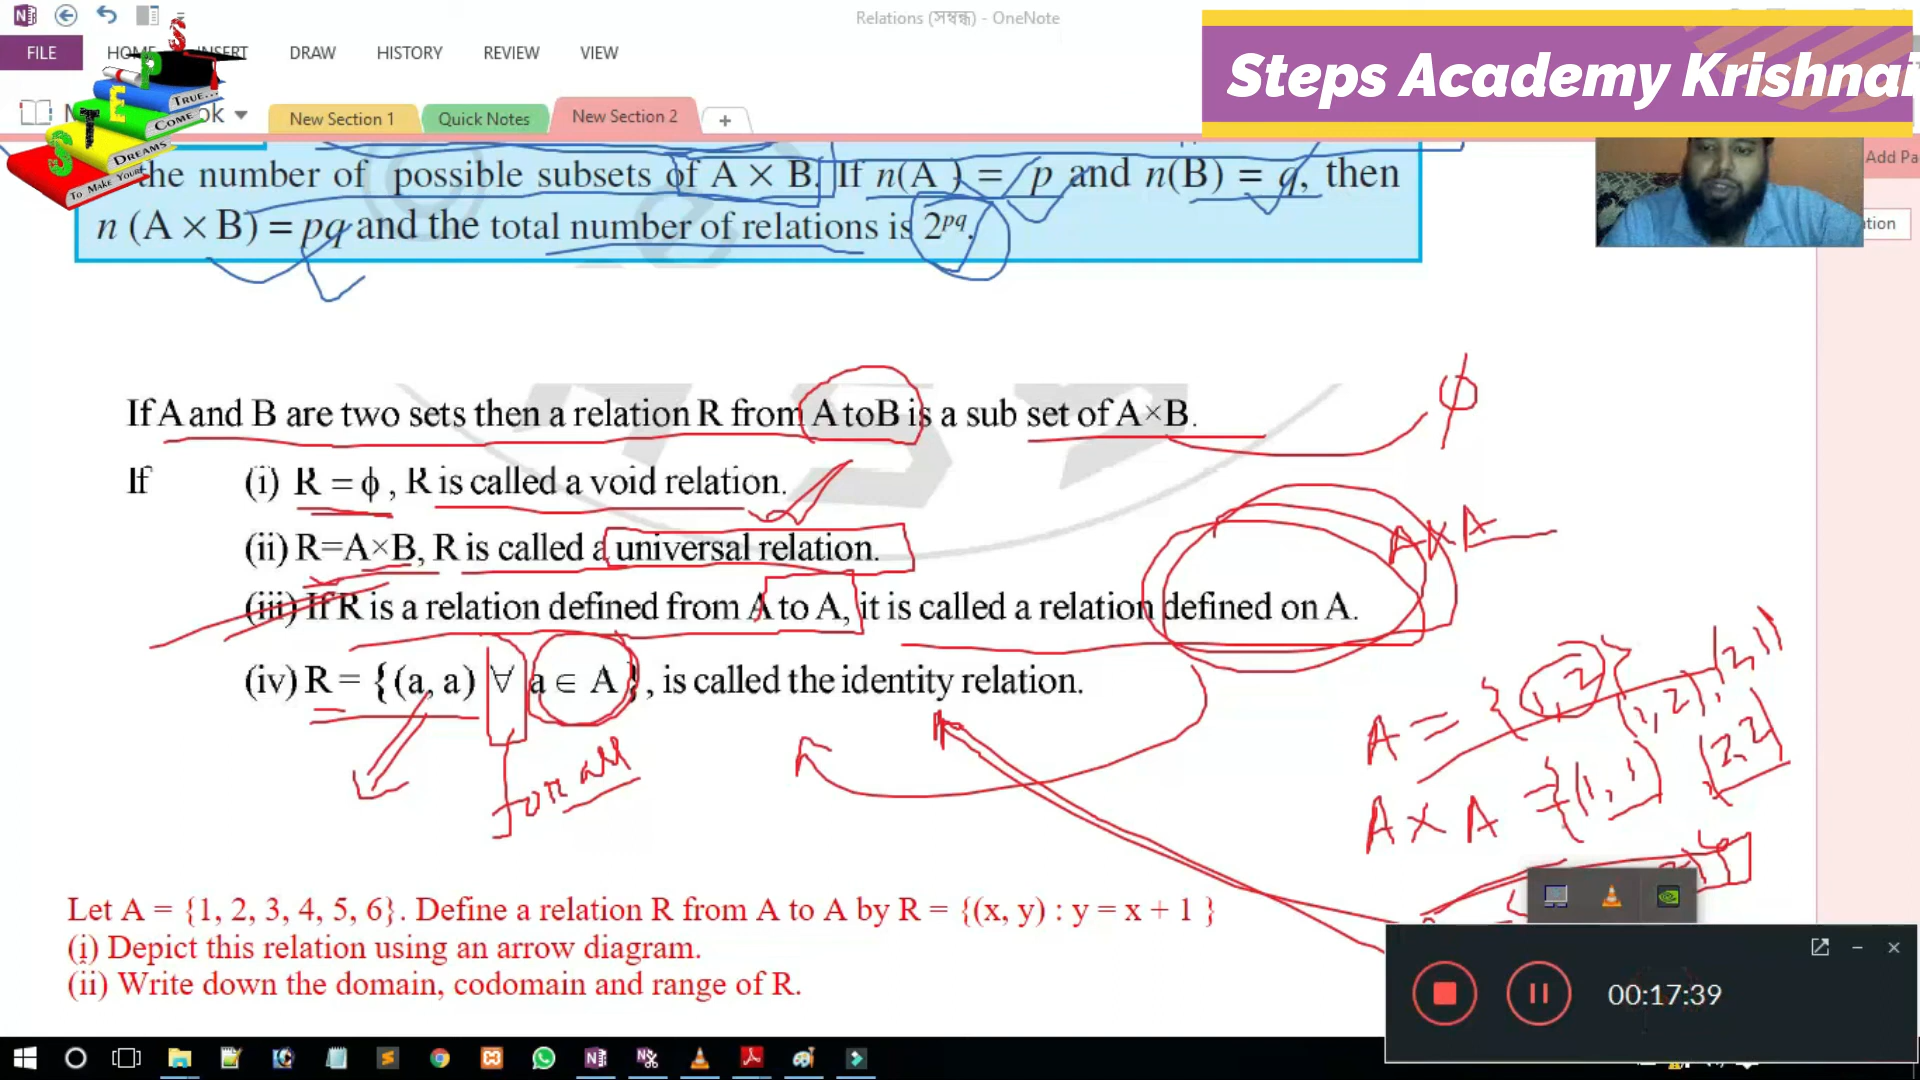 Relations (সম্বন্ধ) - OneNote
Steps Academy Krishnai
FILE HOME INSERT DRAW HISTORY REVIEW VIEW
S T E P S
TRUE...
COME
DREAMS
TO MAKE YOUR
New Section 1 Quick Notes New Section 2 +
Add Pa
the number of possible subsets of A × B. If n(A ) = p and n(B) = q, then
n (A × B) = pq and the total number of relations is 2^pq.
If A and B are two sets then a relation R from A to B is a sub set of A×B.
ϕ
If (i) R = ϕ , R is called a void relation.
(ii) R=A×B, R is called a universal relation.
A×A
(iii) If R is a relation defined from A to A, it is called a relation defined on A.
(iv) R = {(a, a) ∀ a ∈ A} , is called the identity relation.
for all
A = {1, 2}
A × A = {(1, 1) (1, 2), (2, 1) (2, 2)
Let A = {1, 2, 3, 4, 5, 6}. Define a relation R from A to A by R = {(x, y) : y = x + 1 }
(i) Depict this relation using an arrow diagram.
(ii) Write down the domain, codomain and range of R.
00:17:39